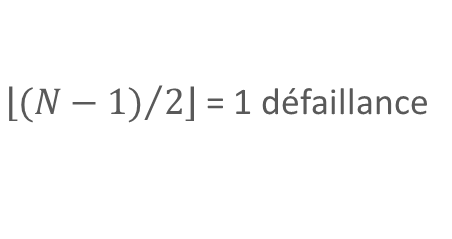 ⌊(N − 1)/2⌋ = 1 défaillance